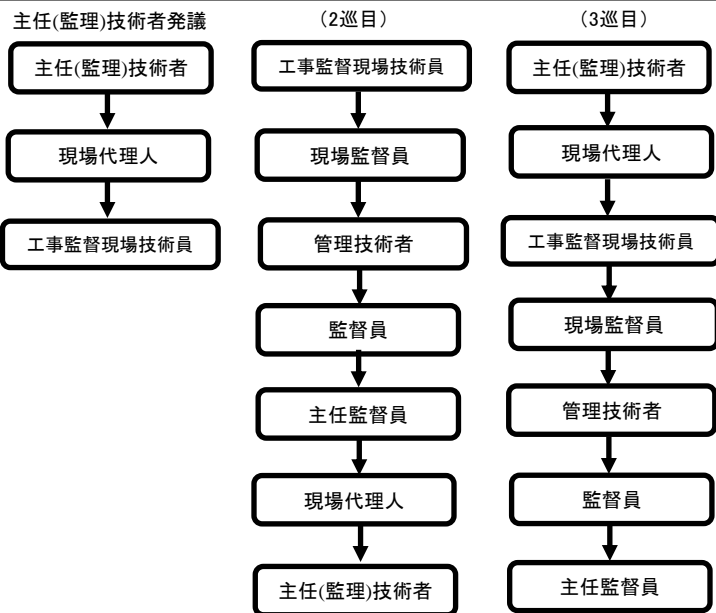 主任(監理)技術者発議
主任(監理)技術者
現場代理人
工事監督現場技術員
（2巡目）
工事監督現場技術員
現場監督員
管理技術者
監督員
主任監督員
現場代理人
主任(監理)技術者
（3巡目）
主任(監理)技術者
現場代理人
工事監督現場技術員
現場監督員
管理技術者
監督員
主任監督員